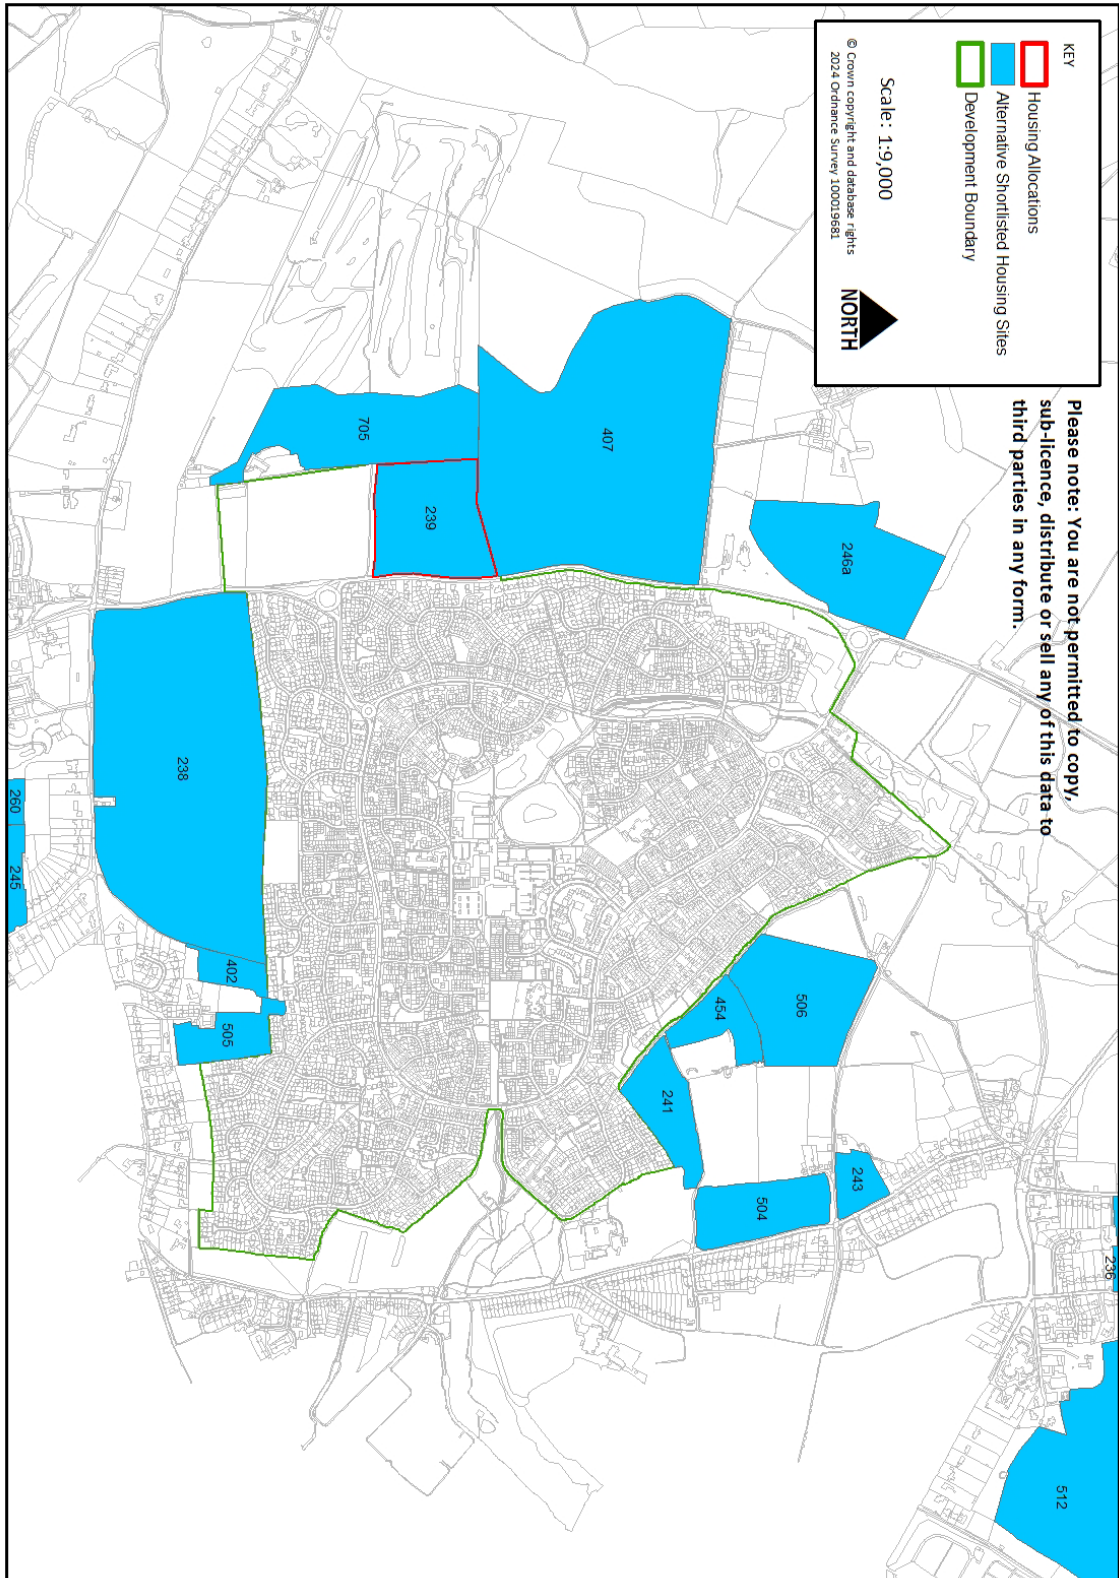 KEY
Housing Allocations
Alternative Shortlisted Housing Sites
Development Boundary
Scale: 1:9,000
© Crown copyright and database rights
2024 Ordnance Survey 100019681
NORTH
Please note: You are not permitted to copy,
sub-licence, distribute or sell any of this data to
third parties in any form.
246a
407
705
239
238
260
245
402
505
506
454
241
243
504
236
512